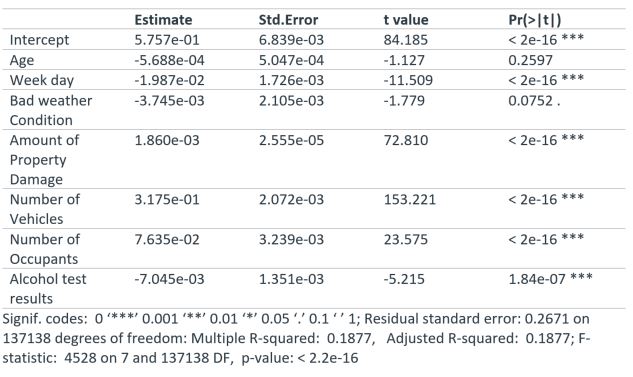 Estimate Std.Error t value Pr(>|t|)
Intercept 5.757e-01 6.839e-03 84.185 < 2e-16 ***
Age -5.688e-04 5.047e-04 -1.127 0.2597
Week day -1.987e-02 1.726e-03 -11.509 < 2e-16 ***
Bad weather -3.745e-03 2.105e-03 -1.779 0.0752 .
Condition
Amount of 1.860e-03 2.555e-05 72.810 < 2e-16 ***
Property
Damage
Number of 3.175e-01 2.072e-03 153.221 < 2e-16 ***
Vehicles
Number of 7.635e-02 3.239e-03 23.575 < 2e-16 ***
Occupants
Alcohol test -7.045e-03 1.351e-03 -5.215 1.84e-07 ***
results
Signif. codes: 0 ‘***’ 0.001 ‘**’ 0.01 ‘*’ 0.05 ‘.’ 0.1 ‘ ’ 1; Residual standard error: 0.2671 on
137138 degrees of freedom: Multiple R-squared: 0.1877, Adjusted R-squared: 0.1877; F-
statistic: 4528 on 7 and 137138 DF, p-value: < 2.2e-16